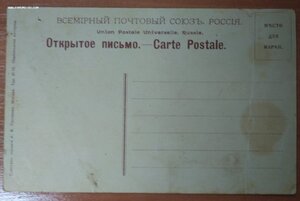 ВСЕМІРНЫЙ ПОЧТОВЫЙ СОЮЗЪ. РОССІЯ.
Union Postale Universelle. Russie.
Открытое письмо.—Carte Postale.
МѢСТО
ДЛЯ
МАРКИ.